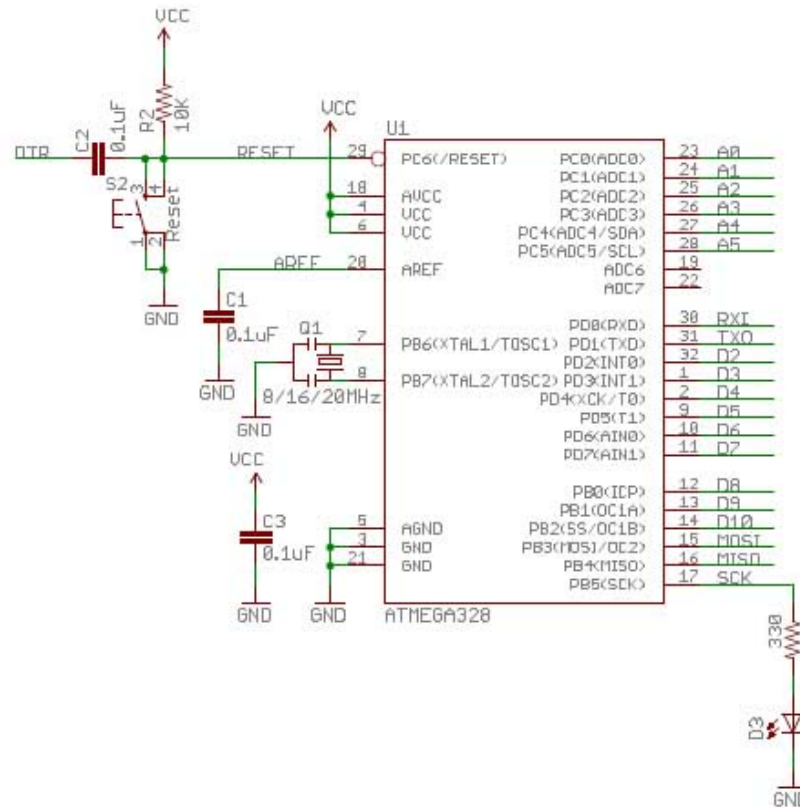 VCC
0.1uF
C2
R2
10K
DTR
RESET
S2
3
4
Reset
1
2
GND
VCC
U1
29 PC6(/RESET)
18 AVCC
4 VCC
6 VCC
AREF 20 AREF
C1
0.1uF
GND
Q1
7 PB6(XTAL1/TOSC1)
8 PB7(XTAL2/TOSC2)
8/16/20MHz
GND
VCC
C3
0.1uF
GND
5 AGND
3 GND
21 GND
GND
ATMEGA328
PC0(ADC0) 23 A0
PC1(ADC1) 24 A1
PC2(ADC2) 25 A2
PC3(ADC3) 26 A3
PC4(ADC4/SDA) 27 A4
PC5(ADC5/SCL) 28 A5
ADC6 19
ADC7 22
PD0(RXD) 30 RXI
PD1(TXD) 31 TXO
PD2(INT0) 32 D2
PD3(INT1) 1 D3
PD4(XCK/T0) 2 D4
PD5(T1) 9 D5
PD6(AIN0) 10 D6
PD7(AIN1) 11 D7
PB0(ICP) 12 D8
PB1(OC1A) 13 D9
PB2(SS/OC1B) 14 D10
PB3(MOSI/OC2) 15 MOSI
PB4(MISO) 16 MISO
PB5(SCK) 17 SCK
330
D3
GND